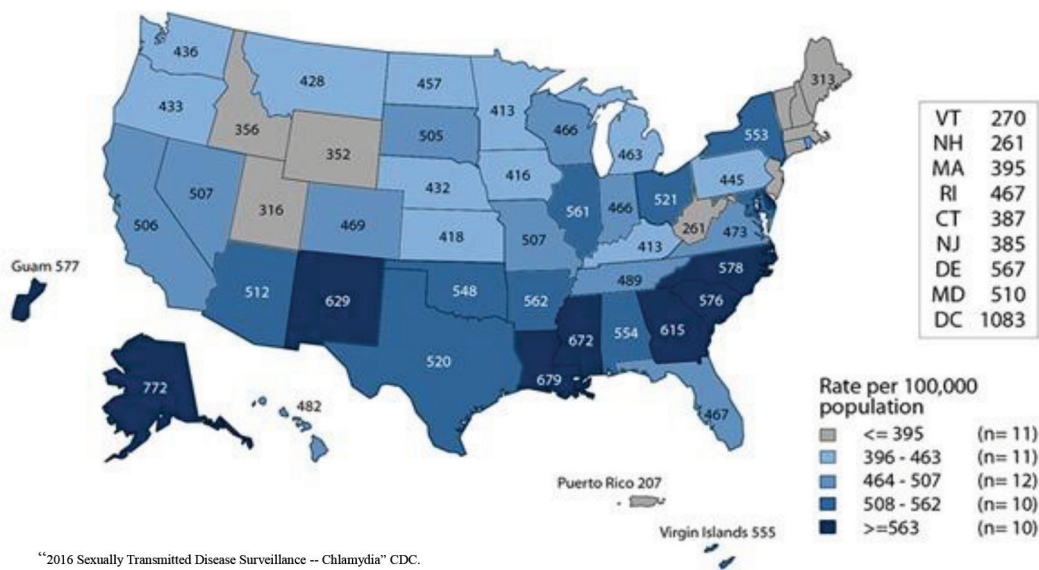 436
428
457
413
313
433
356
352
505
466
463
553
445
507
316
469
432
416
561
466
521
261
473
506
418
507
413
489
578
512
629
548
562
576
520
672
554
615
679
467
Guam 577
772
482
Puerto Rico 207
Virgin Islands 555
VT 270
NH 261
MA 395
RI 467
CT 387
NJ 385
DE 567
MD 510
DC 1083
Rate per 100,000
population
<= 395 (n= 11)
396 - 463 (n= 11)
464 - 507 (n= 12)
508 - 562 (n= 10)
>=563 (n= 10)
“2016 Sexually Transmitted Disease Surveillance -- Chlamydia” CDC.